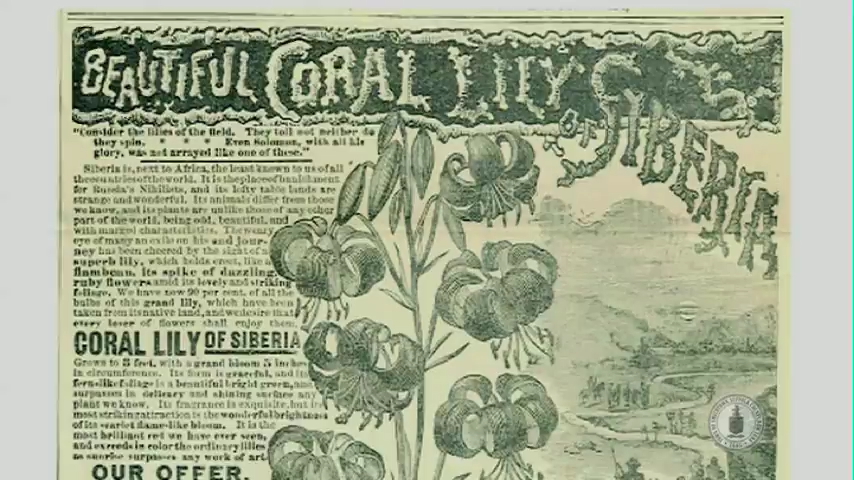 BEAUTIFUL CORAL LILY
OF SIBERIA
"Consider the lilies of the field. They toil not neither do
they spin. * * * Even Solomon, with all his
glory, was not arrayed like one of these."
Siberia is, next to Africa, the least known to us of all
the countries of the world. It is the place of banishment
for Russia's Nihilists, and its lofty table lands are
strange and wonderful. Its animals differ from those
we know, and its plants are unlike those of any other
part of the world, being odd, beautiful, and
with marked characteristics. The weary
eye of many an exile on his sad jour-
ney has been cheered by the sight of a
superb lily, which holds erect, like a
flambeau, its spike of dazzling
ruby flowers amid its lovely and striking
foliage. We have now 90 per cent. of all the
bulbs of this grand lily, which have been
taken from its native land, and we desire that
every lover of flowers shall enjoy them.
CORAL LILY OF SIBERIA
Grows to 3 feet, with a grand bloom 5 inches
in circumference. Its form is graceful, and its
fern-like foliage is a beautiful bright green, and
surpasses in delicacy and shining surface any
plant we know. Its fragrance is exquisite, but its
most striking attraction is the wonderful brightness
of its scarlet flame-like bloom. It is the
most brilliant red we have ever seen,
and exceeds in color the ordinary lilies
as sunrise surpasses any work of art.
OUR OFFER.